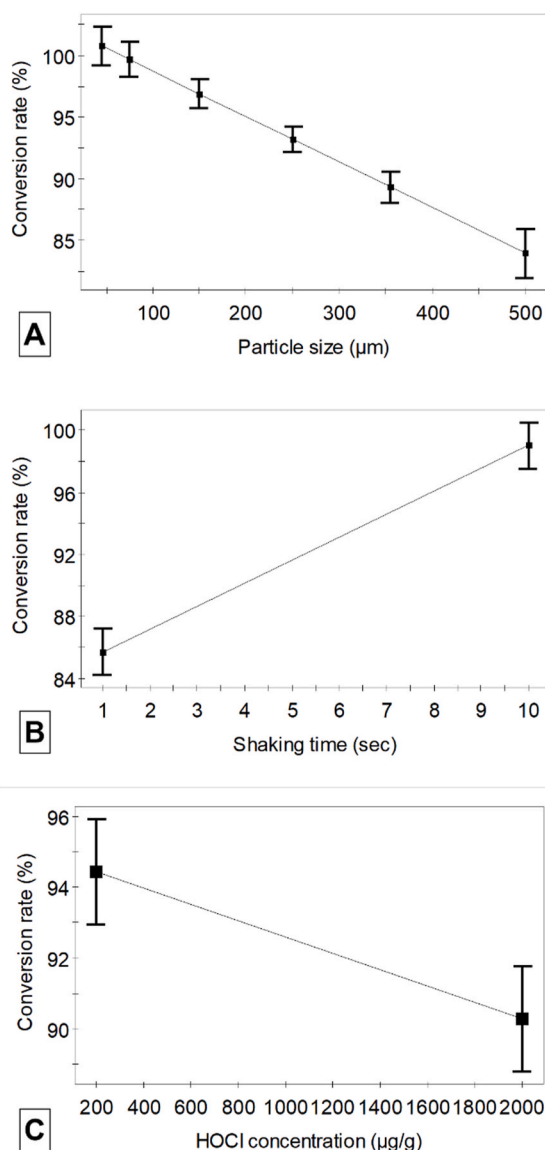 Conversion rate (%)
100
95
90
85
100 200 300 400 500
Particle size (µm)
A
Conversion rate (%)
100
96
92
88
84
1 2 3 4 5 6 7 8 9 10
Shaking time (sec)
B
Conversion rate (%)
96
94
92
90
200 400 600 800 1000 1200 1400 1600 1800 2000
HOCl concentration (µg/g)
C